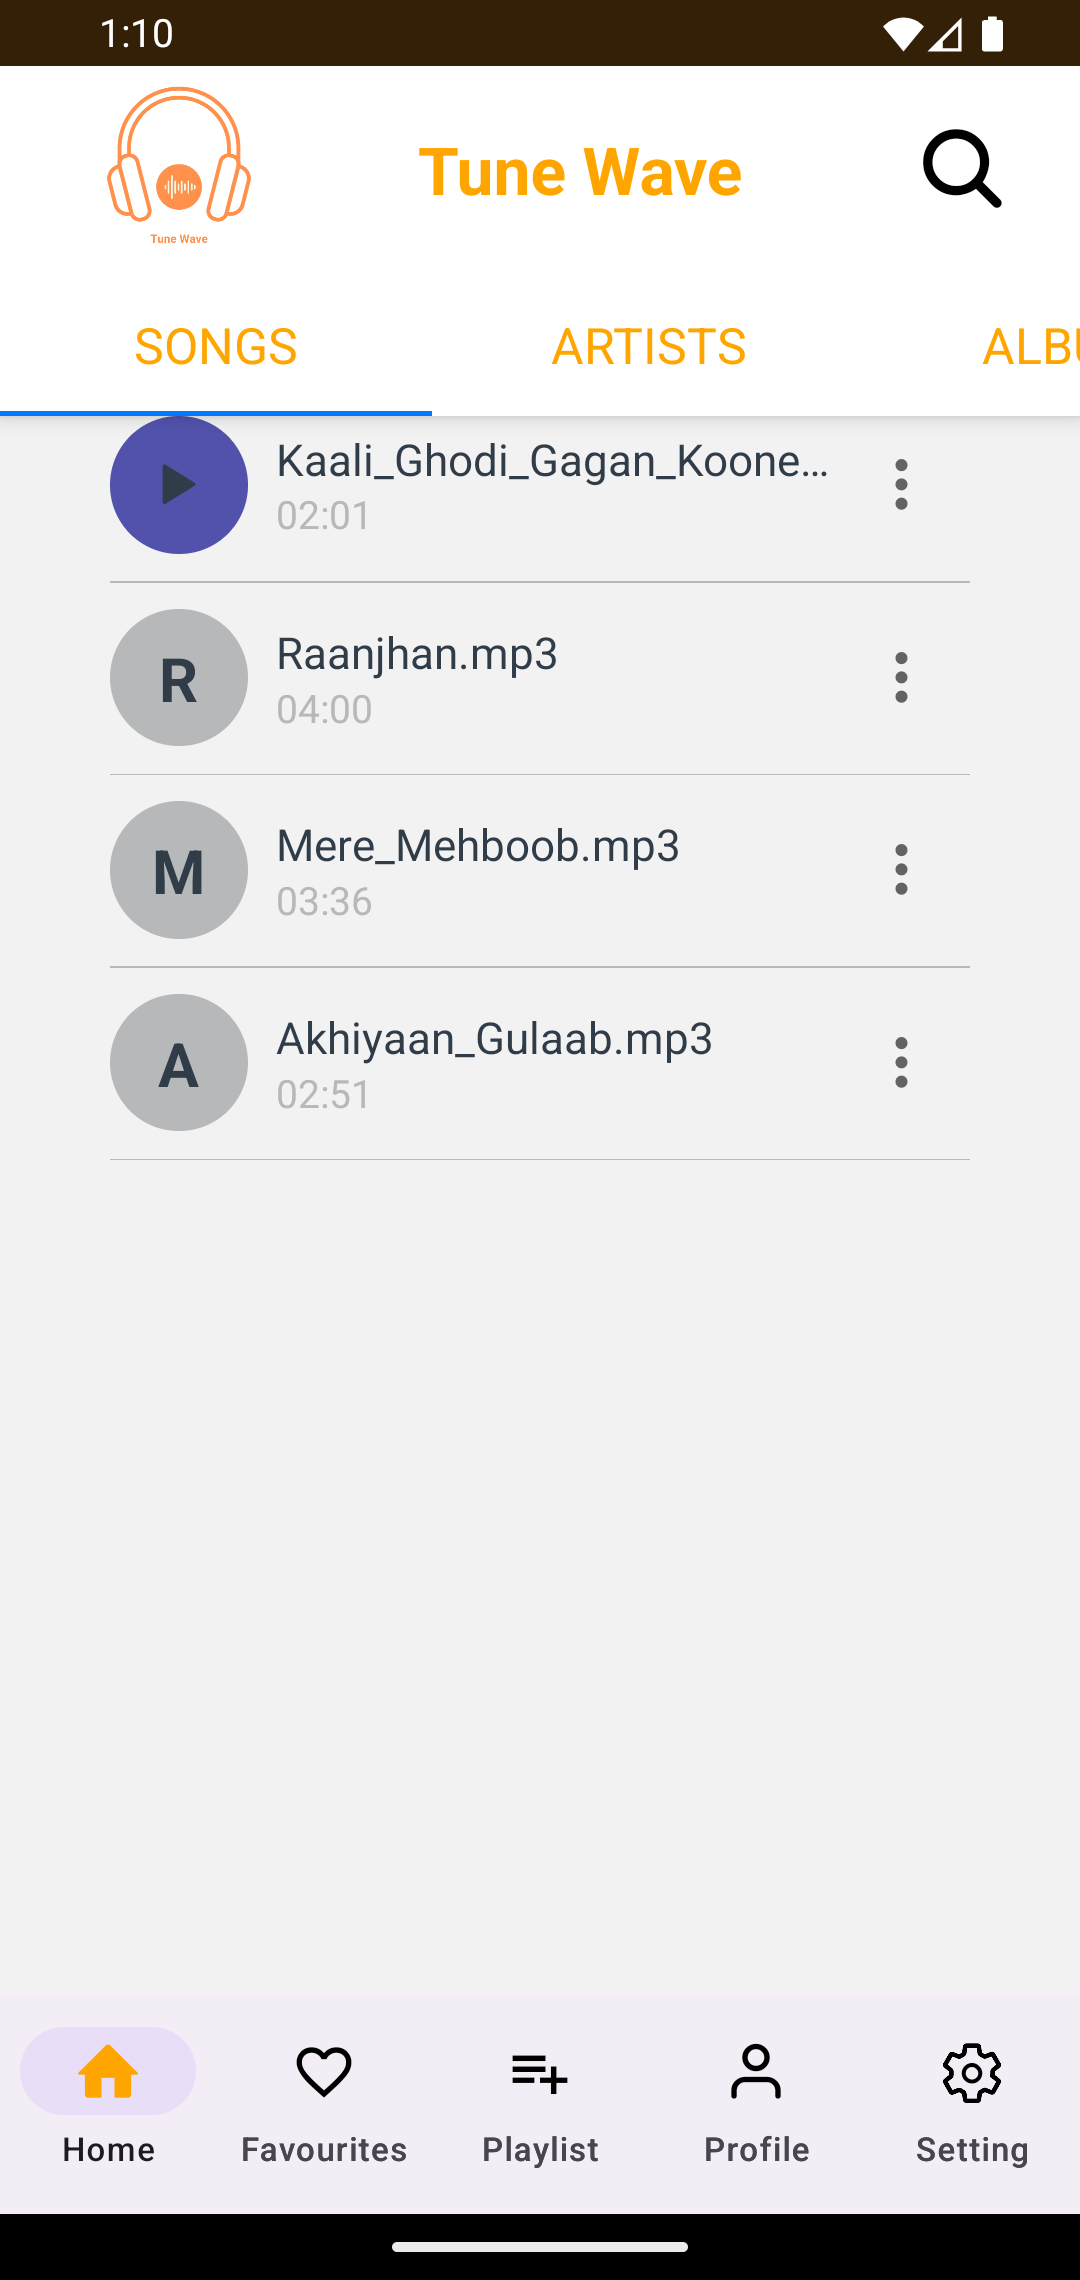 1:10
Tune Wave
Tune Wave
SONGS
ARTISTS
ALBU
Kaali_Ghodi_Gagan_Koone...
02:01
R
Raanjhan.mp3
04:00
M
Mere_Mehboob.mp3
03:36
A
Akhiyaan_Gulaab.mp3
02:51
Home
Favourites
Playlist
Profile
Setting